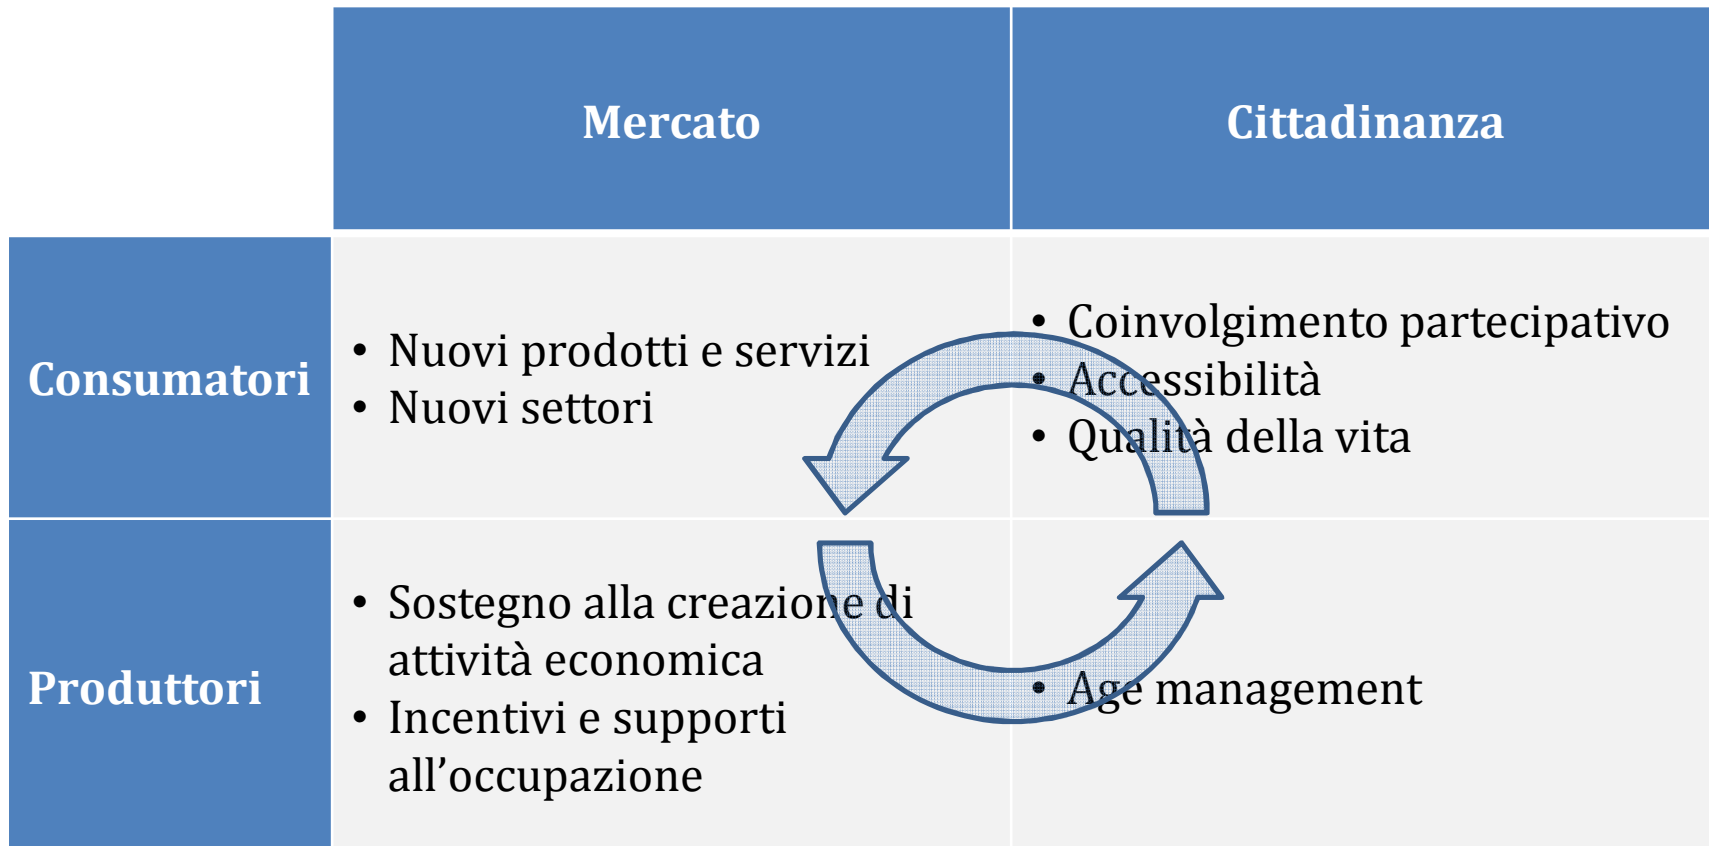 Mercato
Cittadinanza
Consumatori
• Nuovi prodotti e servizi
• Nuovi settori
• Coinvolgimento partecipativo
• Accessibilità
• Qualità della vita
Produttori
• Sostegno alla creazione di
attività economica
• Incentivi e supporti
all’occupazione
• Age management